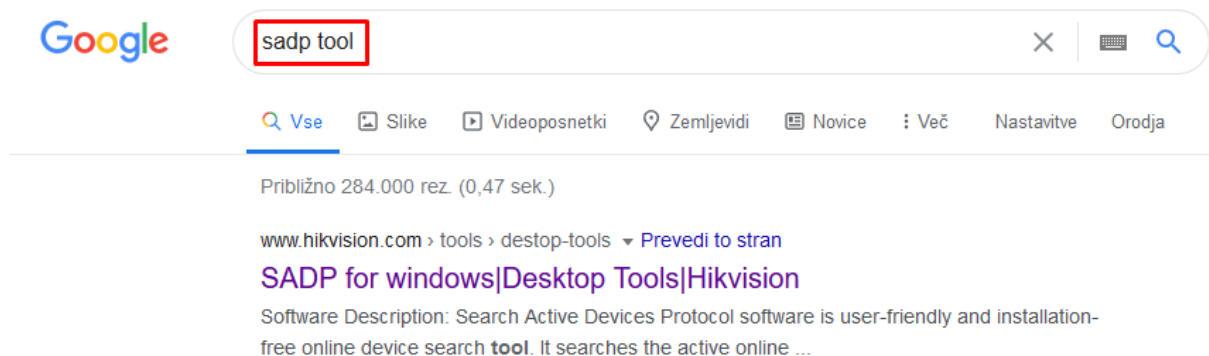 Google
sadp tool
Vse Slike Videoposnetki Zemljevidi Novice Več Nastavitve Orodja
Približno 284.000 rez. (0,47 sek.)
www.hikvision.com › tools › destop-tools Prevedi to stran
SADP for windows|Desktop Tools|Hikvision
Software Description: Search Active Devices Protocol software is user-friendly and installation-
free online device search tool. It searches the active online ...